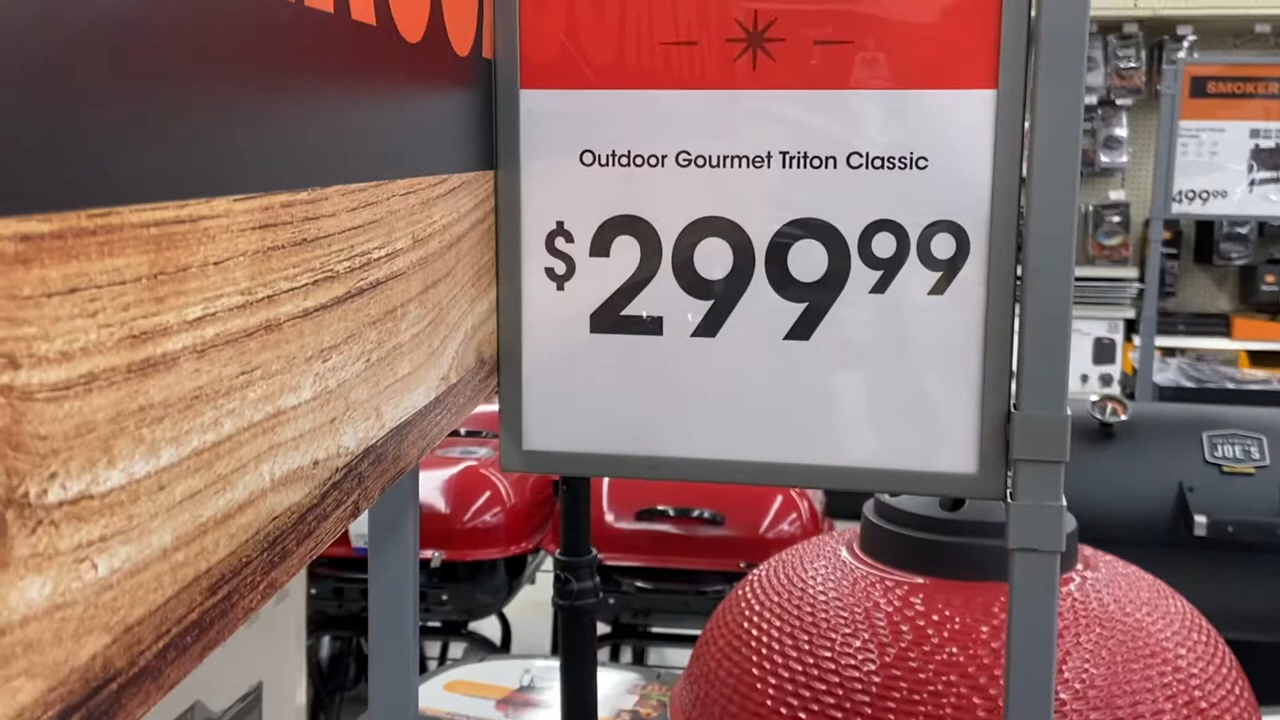 Outdoor Gourmet Triton Classic
$299⁹⁹
SMOKER
499⁹⁹
JOE'S